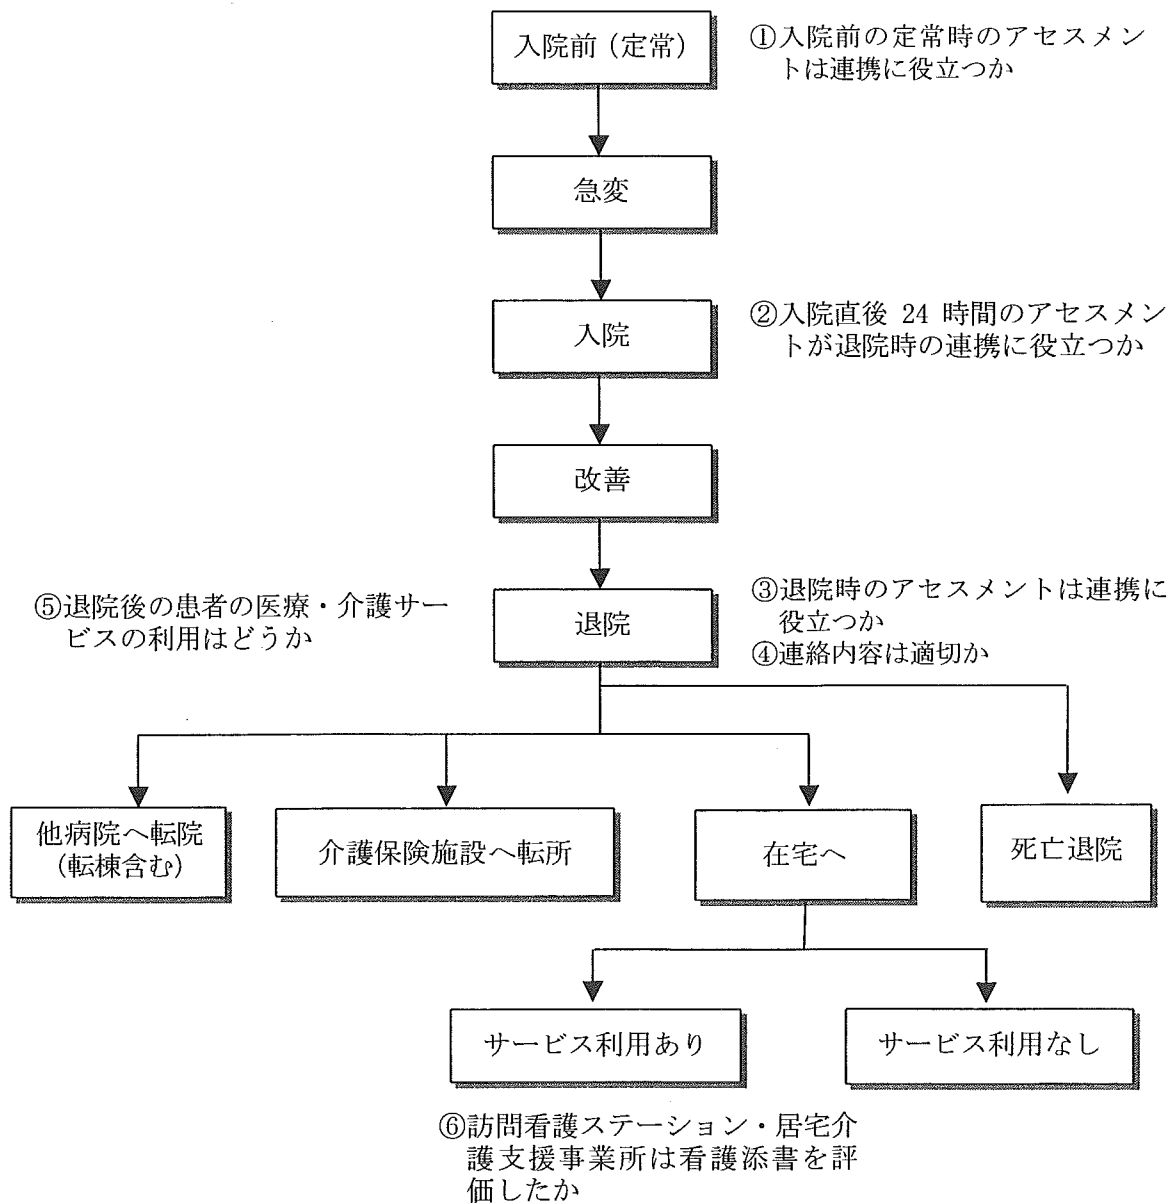 入院前（定常）
①入院前の定常時のアセスメン
トは連携に役立つか
急変
入院
②入院直後 24 時間のアセスメン
トが退院時の連携に役立つか
改善
⑤退院後の患者の医療・介護サー
ビスの利用はどうか
退院
③退院時のアセスメントは連携に
役立つか
④連絡内容は適切か
他病院へ転院
（転棟含む）
介護保険施設へ転所
在宅へ
死亡退院
サービス利用あり
サービス利用なし
⑥訪問看護ステーション・居宅介
護支援事業所は看護添書を評
価したか